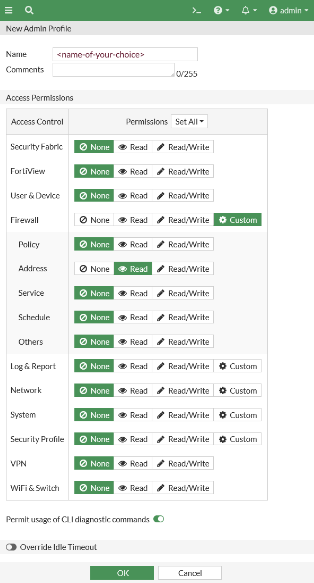 admin
New Admin Profile
Name <name-of-your-choice>
Comments 0/255
Access Permissions
Access Control Permissions Set All
Security Fabric None Read Read/Write
FortiView None Read Read/Write
User & Device None Read Read/Write
Firewall None Read Read/Write Custom
Policy None Read Read/Write
Address None Read Read/Write
Service None Read Read/Write
Schedule None Read Read/Write
Others None Read Read/Write
Log & Report None Read Read/Write Custom
Network None Read Read/Write Custom
System None Read Read/Write Custom
Security Profile None Read Read/Write Custom
VPN None Read Read/Write
WiFi & Switch None Read Read/Write
Permit usage of CLI diagnostic commands
Override Idle Timeout
OK Cancel